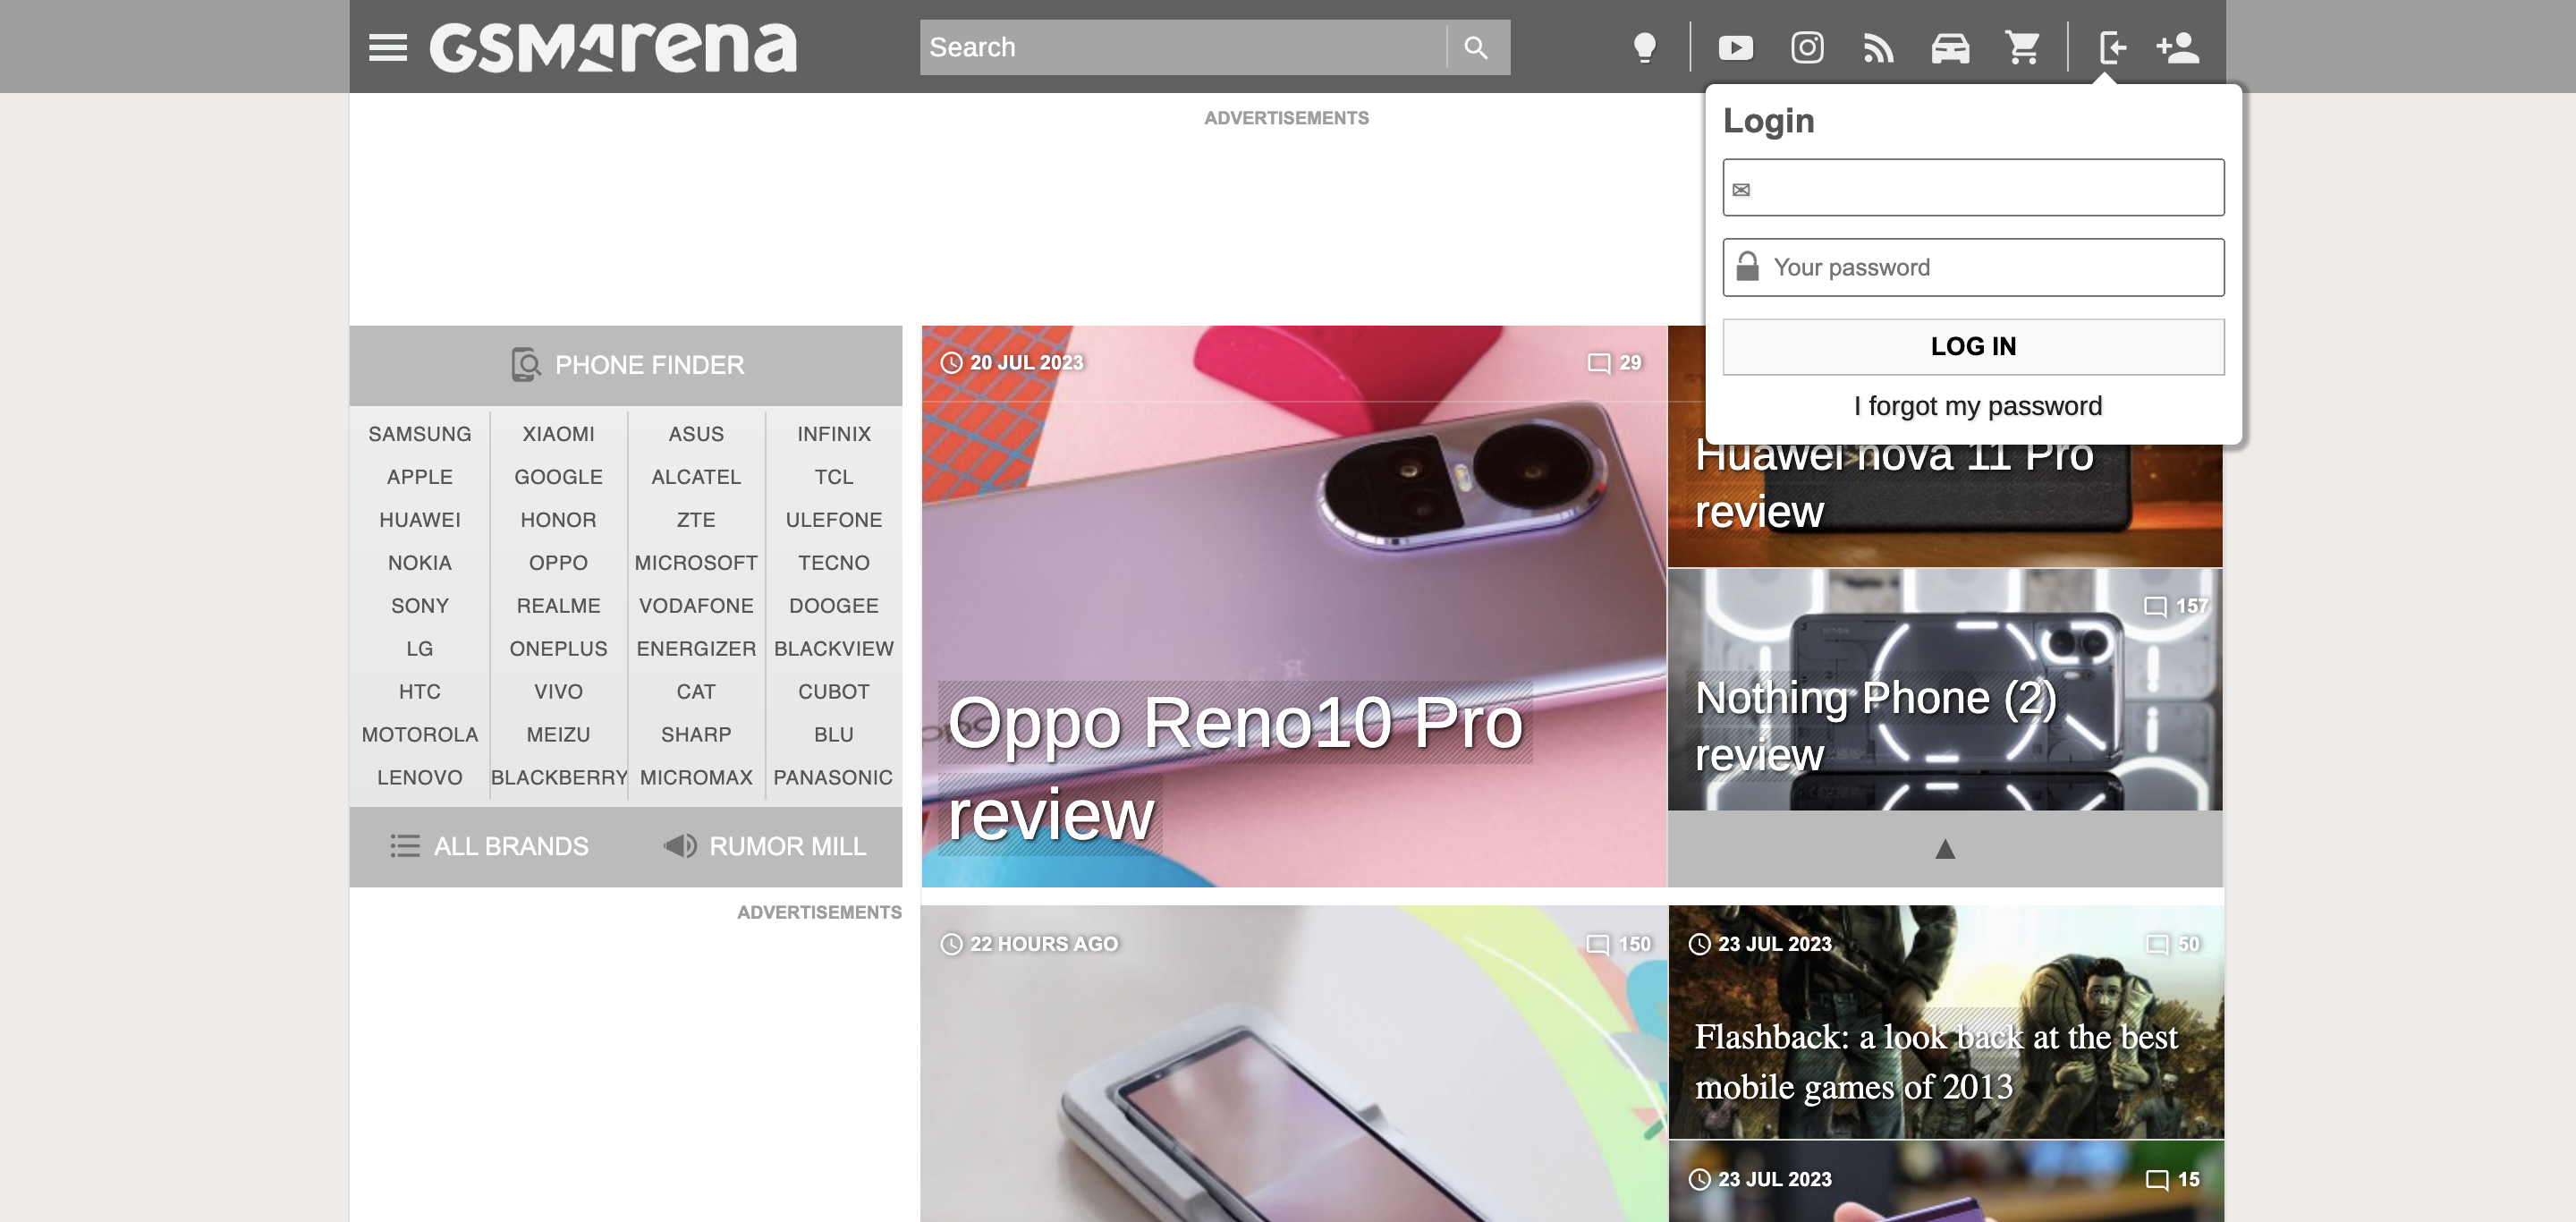 GSMArena
Search
ADVERTISEMENTS
Login
✉
Your password
LOG IN
I forgot my password
PHONE FINDER
SAMSUNG XIAOMI ASUS INFINIX
APPLE GOOGLE ALCATEL TCL
HUAWEI HONOR ZTE ULEFONE
NOKIA OPPO MICROSOFT TECNO
SONY REALME VODAFONE DOOGEE
LG ONEPLUS ENERGIZER BLACKVIEW
HTC VIVO CAT CUBOT
MOTOROLA MEIZU SHARP BLU
LENOVO BLACKBERRY MICROMAX PANASONIC
ALL BRANDS RUMOR MILL
ADVERTISEMENTS
20 JUL 2023 29
Oppo Reno10 Pro
review
Huawei nova 11 Pro
review
157
Nothing Phone (2)
review
▲
22 HOURS AGO 150
23 JUL 2023 50
Flashback: a look back at the best
mobile games of 2013
23 JUL 2023 15